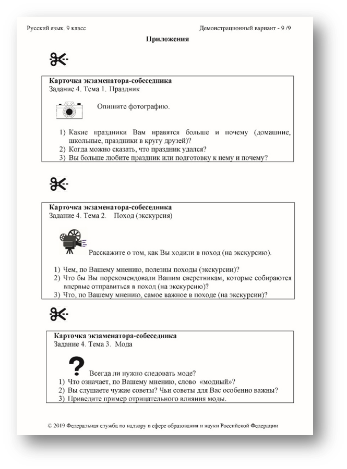 Русский язык 9 класс Демонстрационный вариант - 9 /9
Приложения
Карточка экзаменатора-собеседника
Задание 4. Тема 1. Праздник
Опишите фотографию.
1) Какие праздники Вам нравятся больше и почему (домашние,
школьные, праздники в кругу друзей)?
2) Когда можно сказать, что праздник удался?
3) Вы больше любите праздник или подготовку к нему и почему?
Карточка экзаменатора-собеседника
Задание 4. Тема 2. Поход (экскурсия)
Расскажите о том, как Вы ходили в поход (на экскурсию).
1) Чем, по Вашему мнению, полезны походы (экскурсии)?
2) Что бы Вы порекомендовали Вашим сверстникам, которые собираются
впервые отправиться в поход (на экскурсию)?
3) Что, по Вашему мнению, самое важное в походе (на экскурсии)?
Карточка экзаменатора-собеседника
Задание 4. Тема 3. Мода
? Всегда ли нужно следовать моде?
1) Что означает, по Вашему мнению, слово «модный»?
2) Вы слушаете чужие советы? Чьи советы для Вас особенно важны?
3) Приведите пример отрицательного влияния моды.
© 2019 Федеральная служба по надзору в сфере образования и науки Российской Федерации